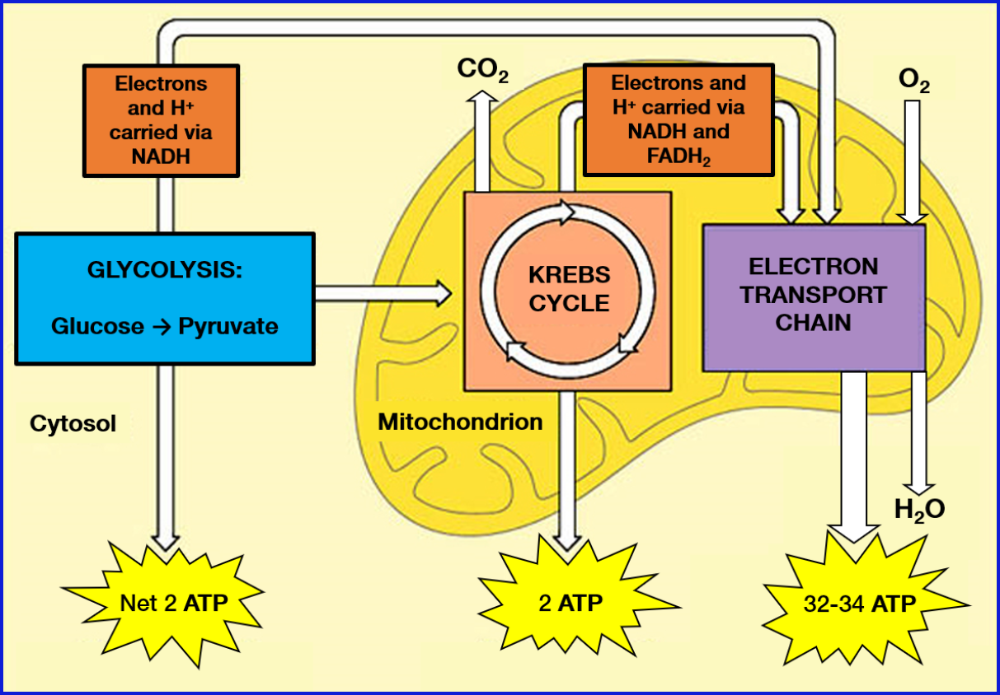 Electrons
and H⁺
carried via
NADH
CO₂
Electrons and
H⁺ carried via
NADH and
FADH₂
O₂
GLYCOLYSIS:
Glucose → Pyruvate
KREBS
CYCLE
ELECTRON
TRANSPORT
CHAIN
Cytosol
Mitochondrion
H₂O
Net 2 ATP
2 ATP
32-34 ATP